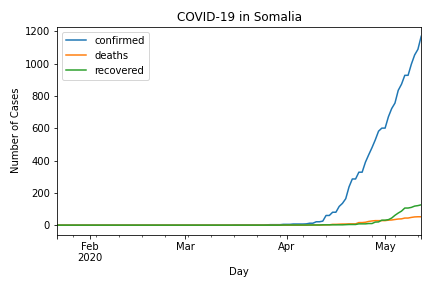 COVID-19 in Somalia
confirmed
deaths
recovered
Number of Cases
1200
1000
800
600
400
200
0
Feb
2020
Mar
Apr
May
Day